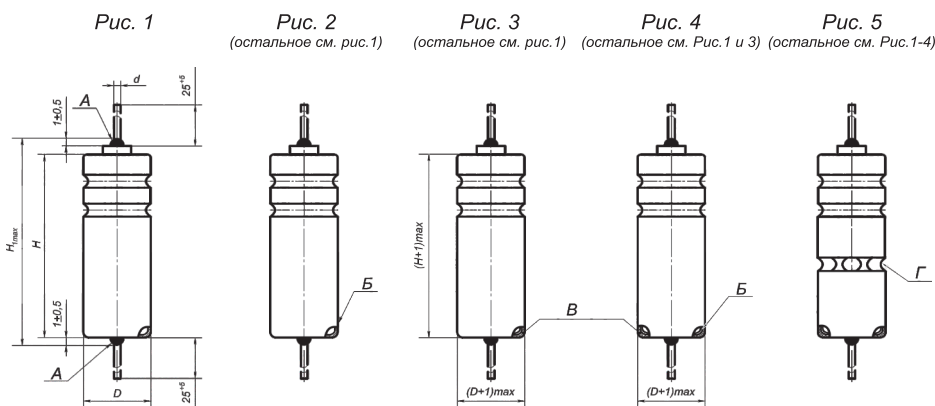 Рис. 1
Рис. 2
(остальное см. рис.1)
Рис. 3
(остальное см. рис.1)
Рис. 4
(остальное см. Рис.1 и 3)
Рис. 5
(остальное см. Рис.1-4)
d
А
25⁺⁵
1±0,5
H1max
H
1±0,5
А
D
25⁺⁵
Б
(H+1)max
В
(D+1)max
Б
(D+1)max
Г